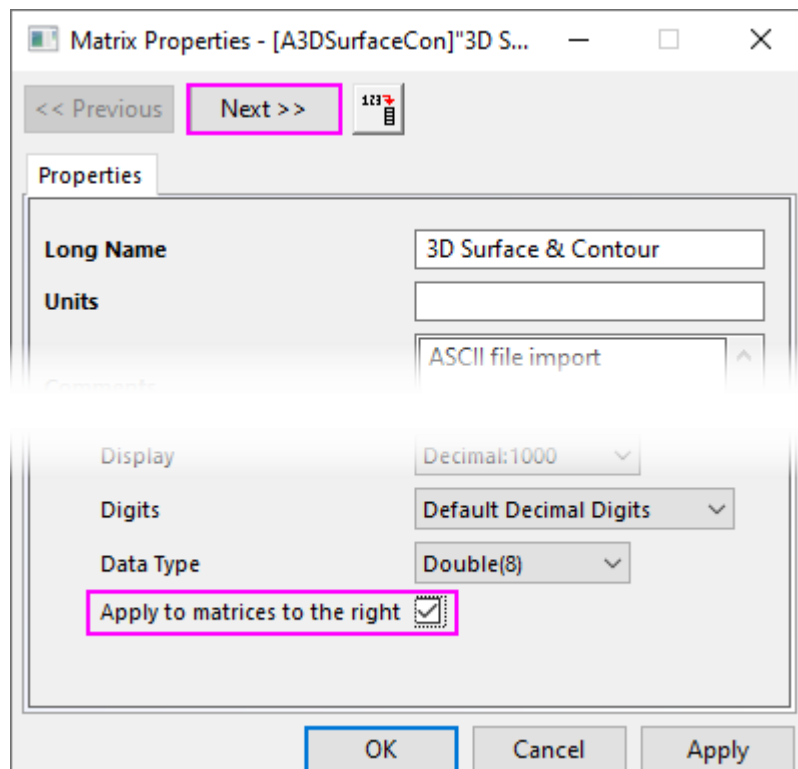 Matrix Properties - [A3DSurfaceCon]"3D S...
<< Previous
Next >>
123
Properties
Long Name
3D Surface & Contour
Units
ASCII file import
Comments
Display
Decimal:1000
Digits
Default Decimal Digits
Data Type
Double(8)
Apply to matrices to the right
OK
Cancel
Apply